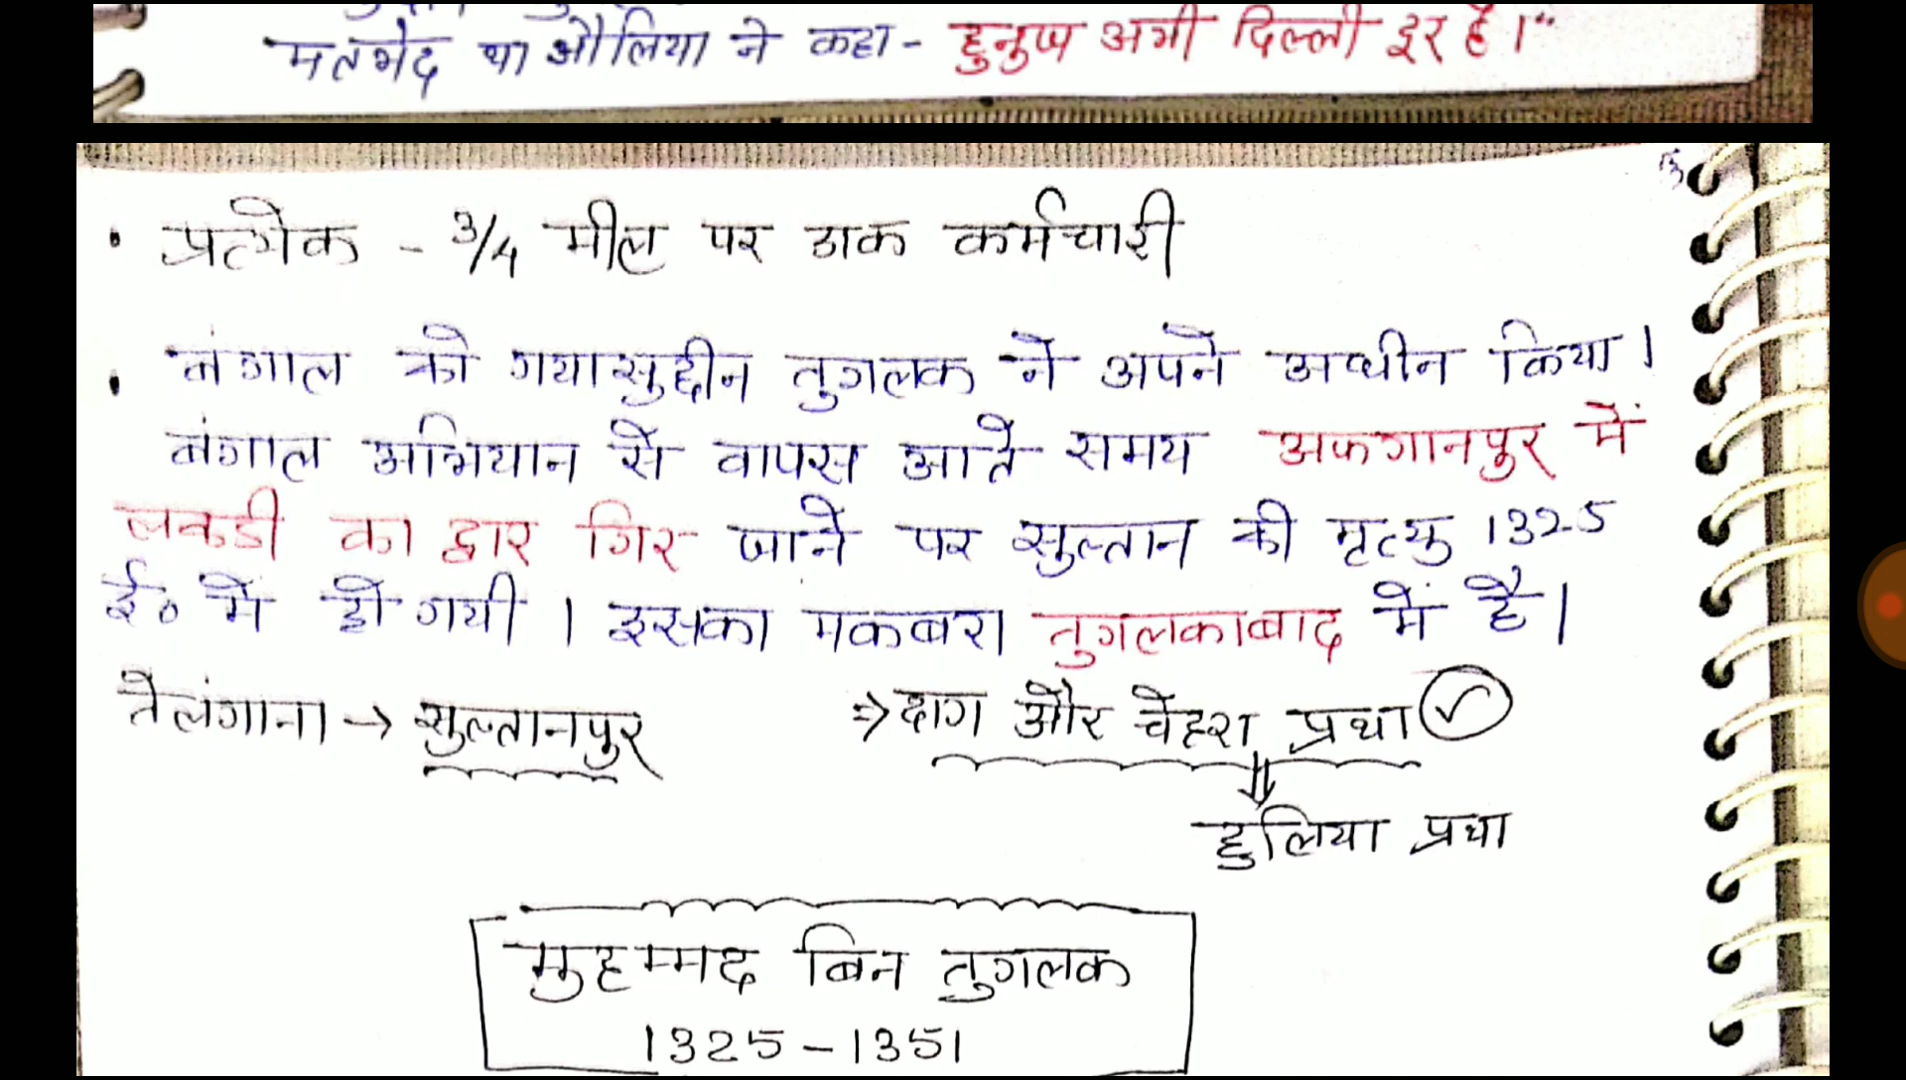 मतभेद था औलिया ने कहा - हुनुज अभी दिल्ली दूर है।"
• प्रत्येक - 3/4 मील पर डाक कर्मचारी
• बंगाल को गयासुद्दीन तुगलक ने अपने अधीन किया।
बंगाल अभियान से वापस आते समय अफगानपुर में
लकडी का द्वार गिर जाने पर सुल्तान की मृत्यु 1325
ई० में हो गयी । इसका मकबरा तुगलकाबाद में है।
तेलंगाना → सुल्तानपुर
⇒ दाग और चेहरा प्रथा ✓
⇓
हुलिया प्रथा
मुहम्मद बिन तुगलक
1325 - 1351